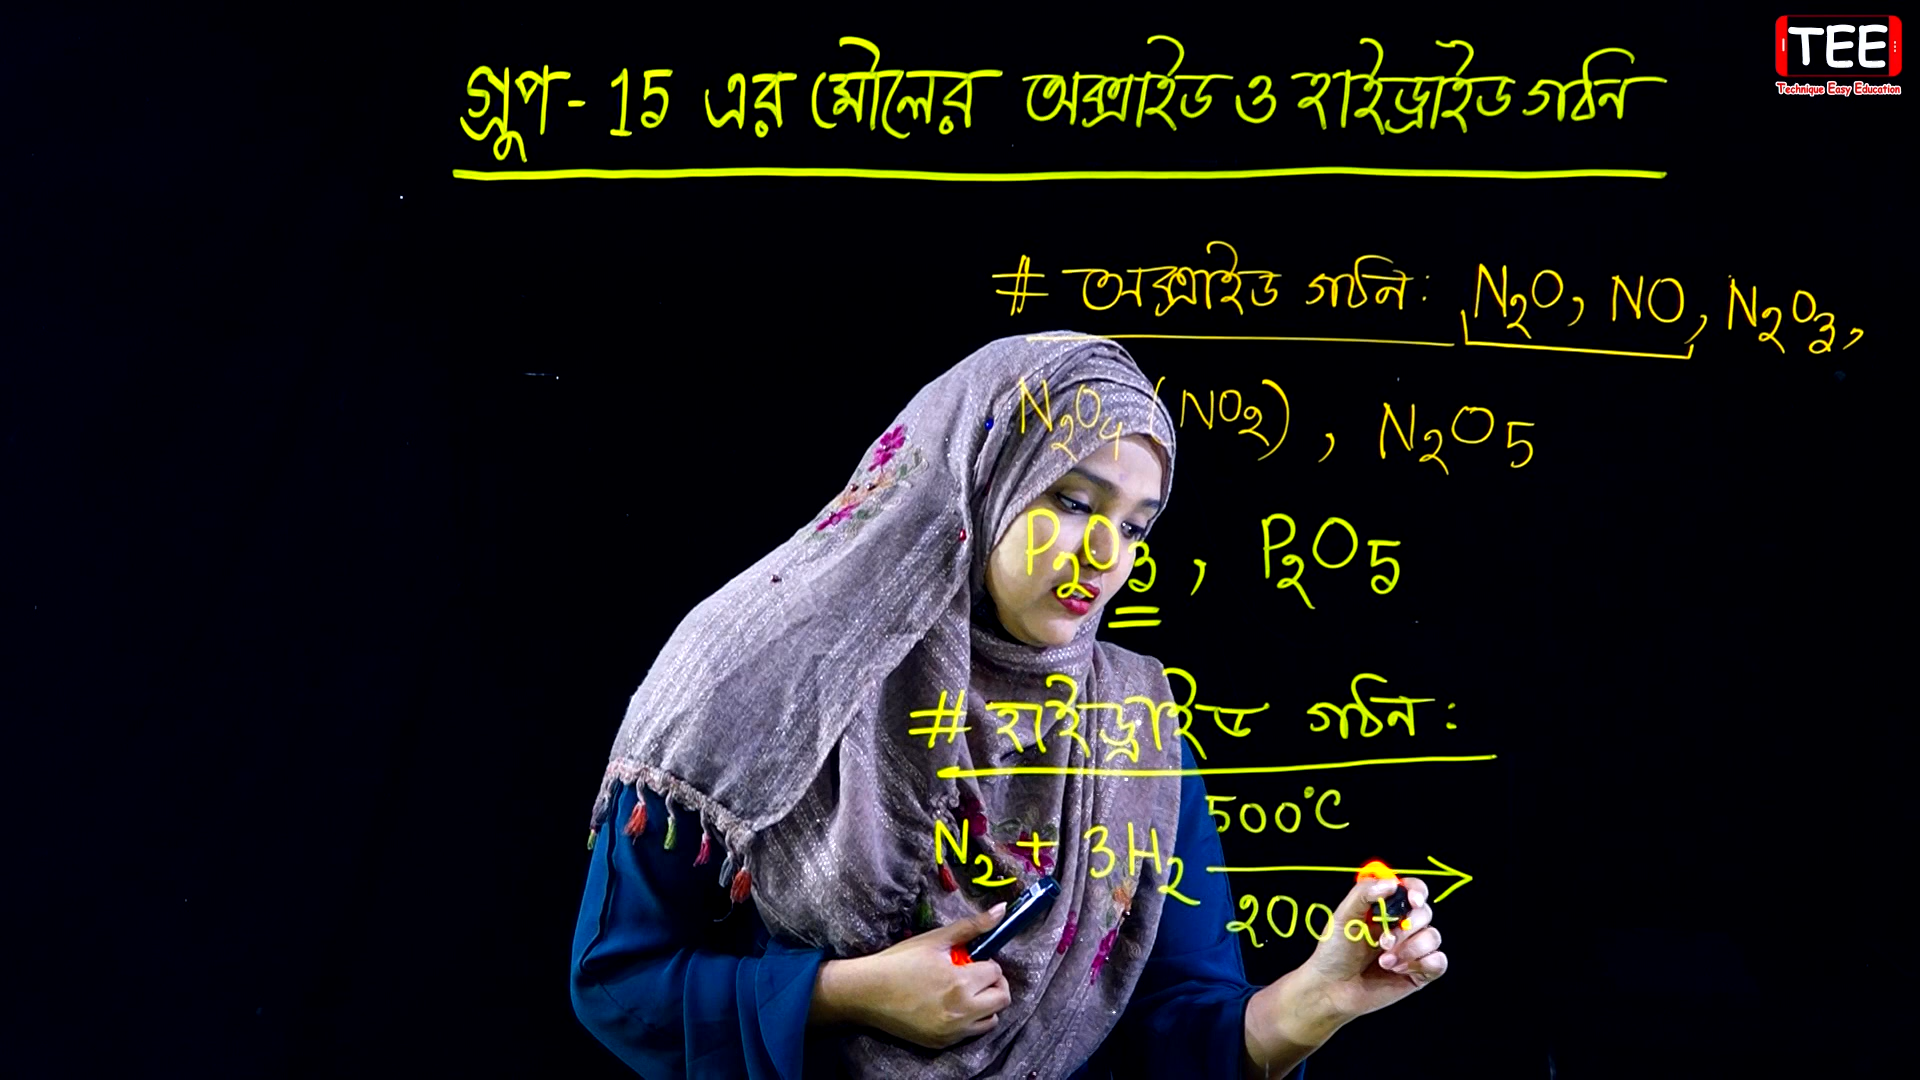 TEE
Technique Easy Education
গ্রুপ- 15 এর মৌলের অক্সাইড ও হাইড্রাইড গঠন
# অক্সাইড গঠন: N₂O, NO, N₂O₃,
N₂O₄ (NO₂), N₂O₅
P₂O₃, P₂O₅
# হাইড্রাইড গঠন:
500°C
N₂ + 3H₂ →
200at